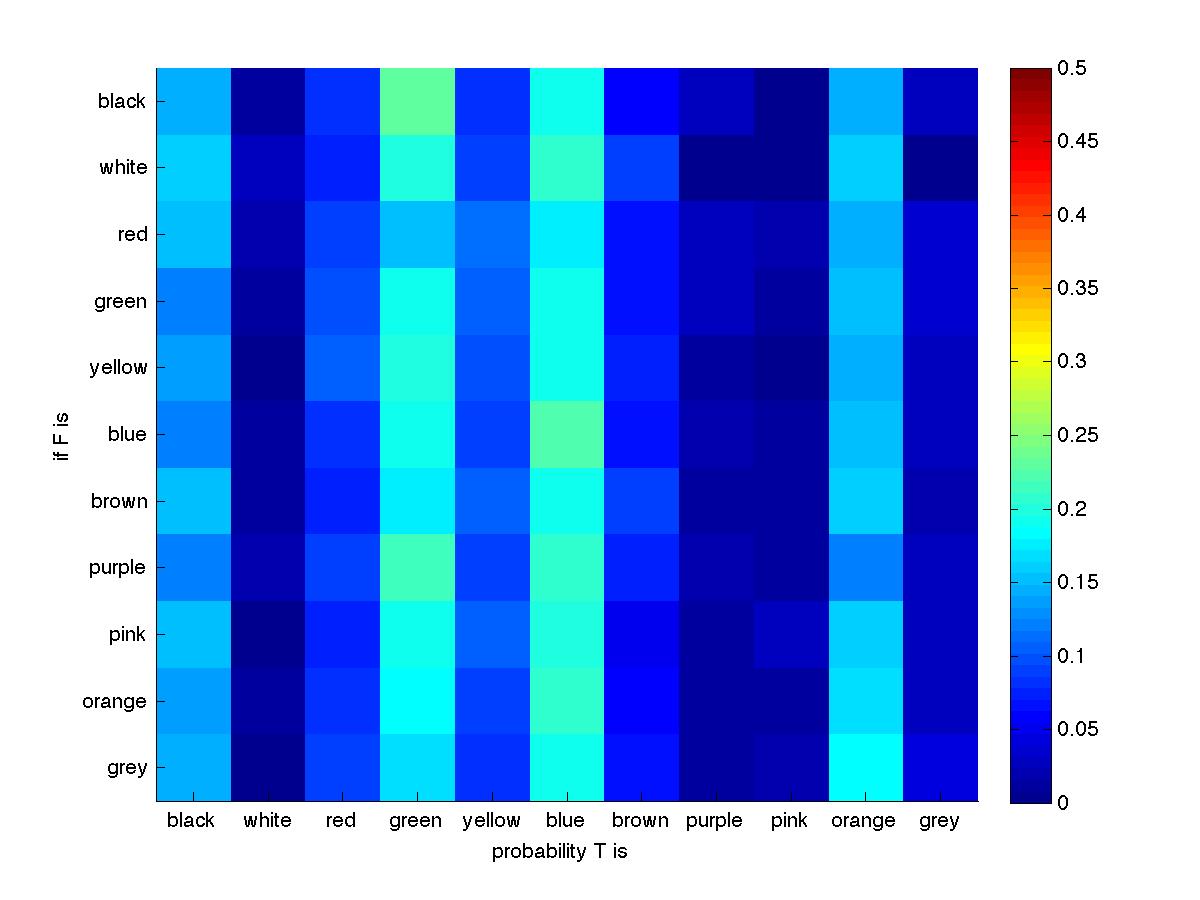 black
white
red
green
yellow
blue
brown
purple
pink
orange
grey
if F is
black white red green yellow blue brown purple pink orange grey
probability T is
0.5
0.45
0.4
0.35
0.3
0.25
0.2
0.15
0.1
0.05
0